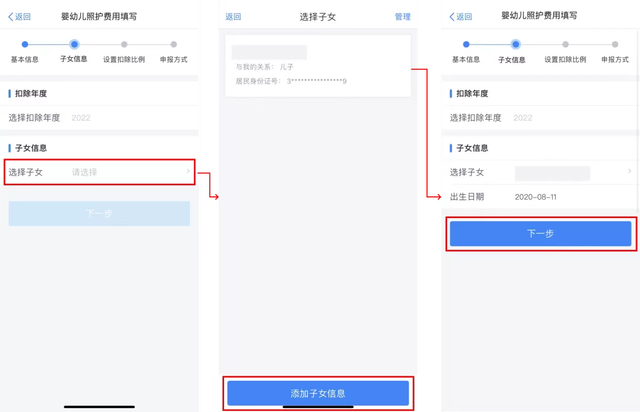 返回
婴幼儿照护费用填写
基本信息
子女信息
设置扣除比例
申报方式
扣除年度
选择扣除年度 2022
子女信息
选择子女 请选择
下一步
返回
选择子女
管理
与我的关系： 儿子
居民身份证号： 3****************9
添加子女信息
返回
婴幼儿照护费用填写
基本信息
子女信息
设置扣除比例
申报方式
扣除年度
选择扣除年度 2022
子女信息
选择子女
出生日期 2020-08-11
下一步